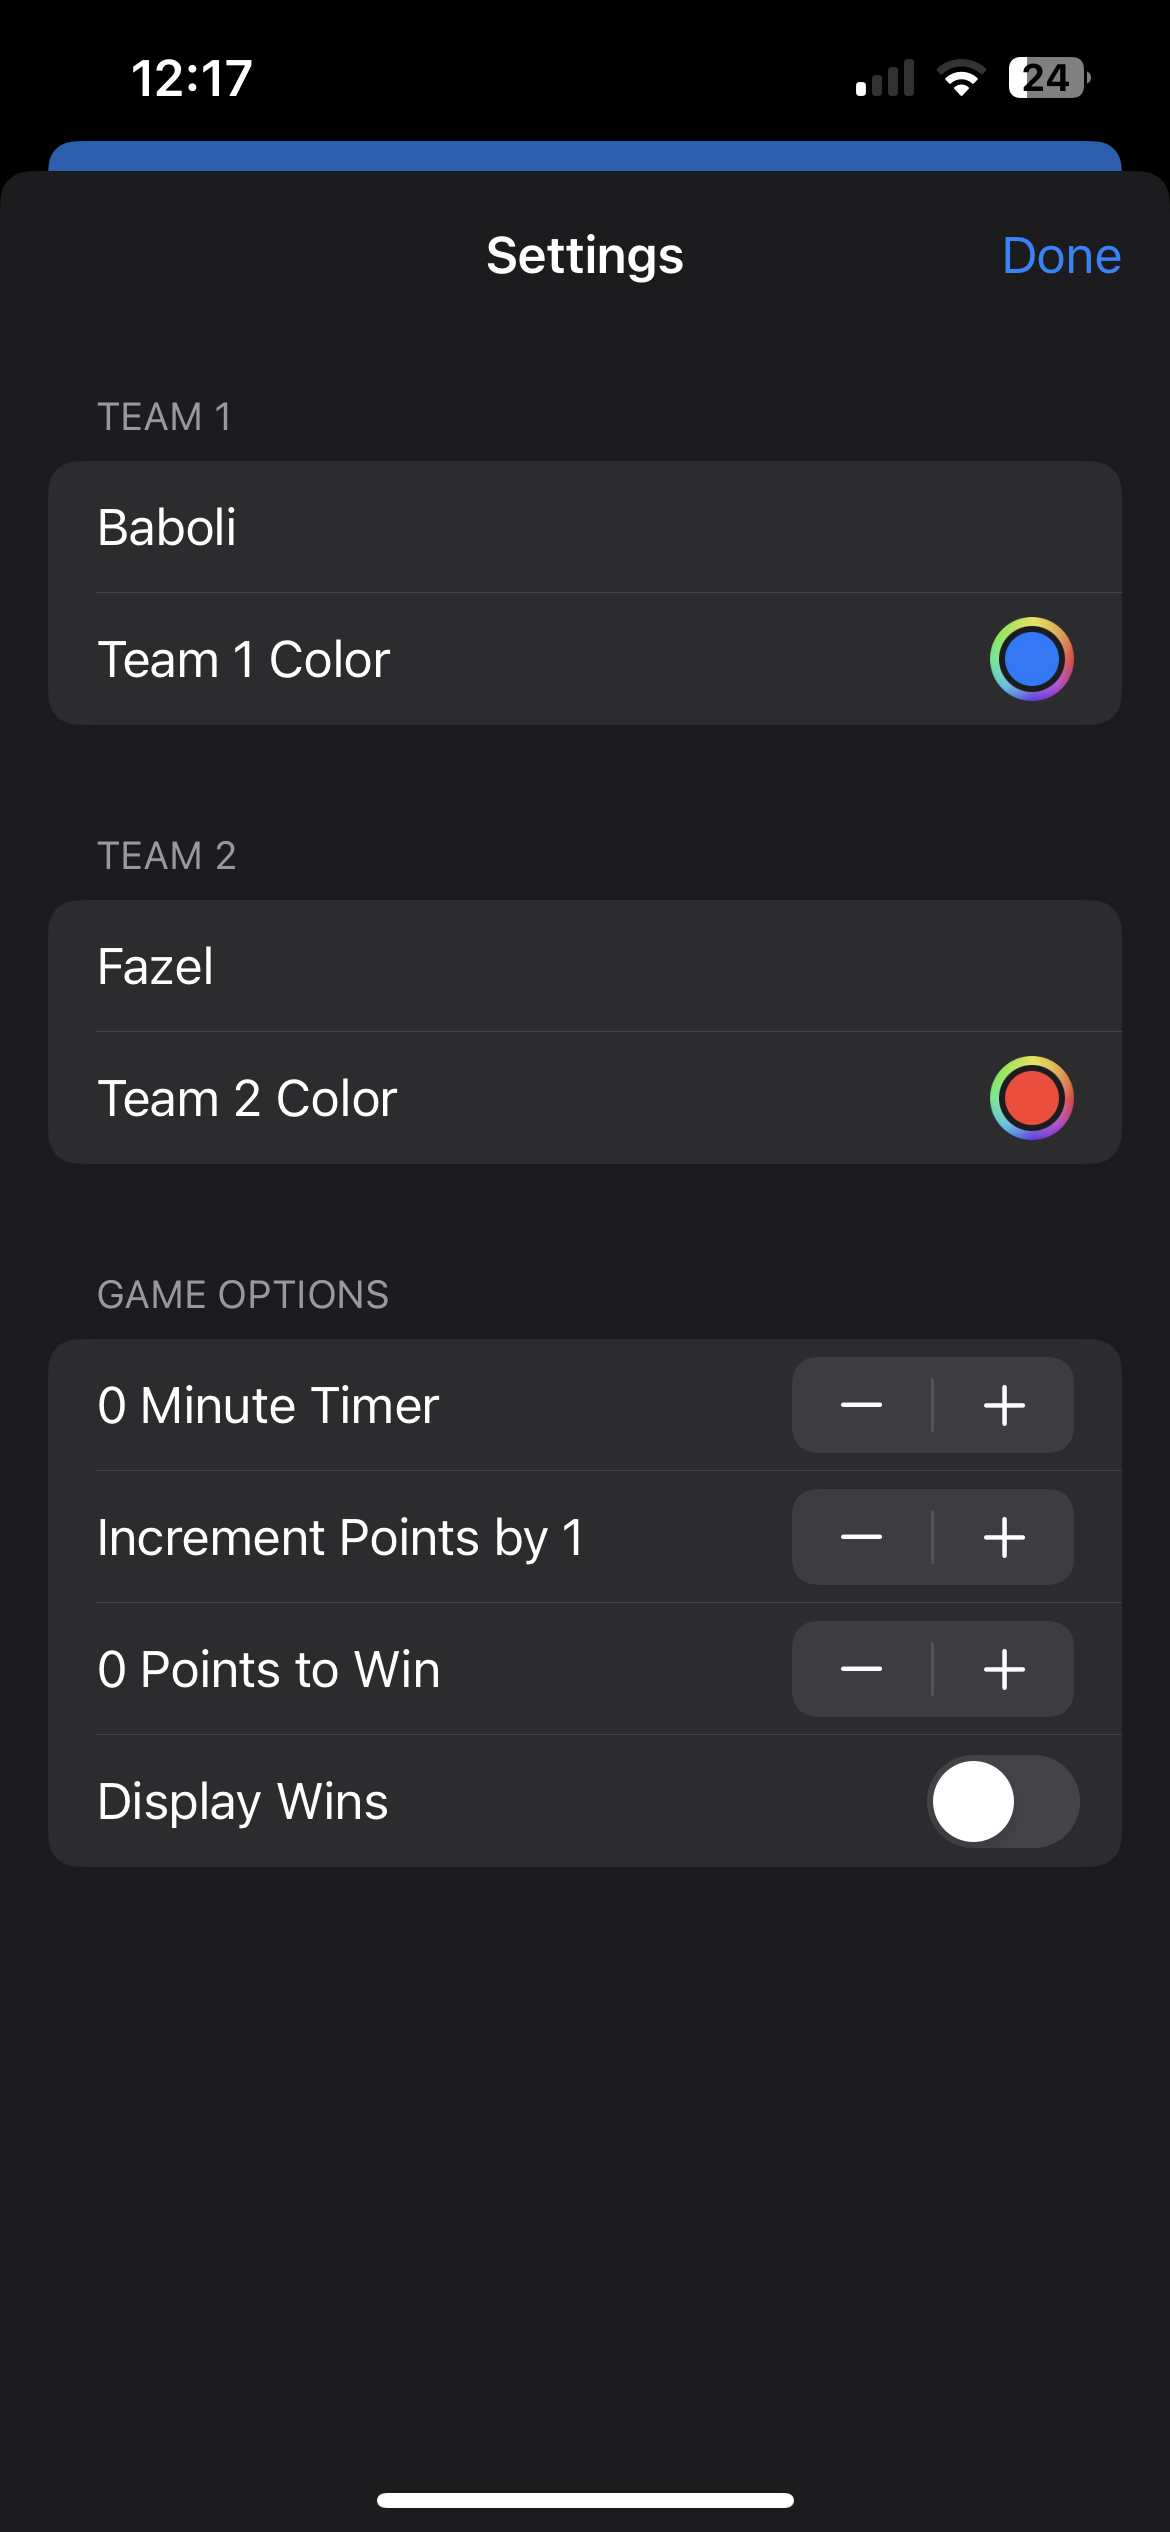 12:17
24
Settings
Done
TEAM 1
Baboli
Team 1 Color
TEAM 2
Fazel
Team 2 Color
GAME OPTIONS
0 Minute Timer
Increment Points by 1
0 Points to Win
Display Wins